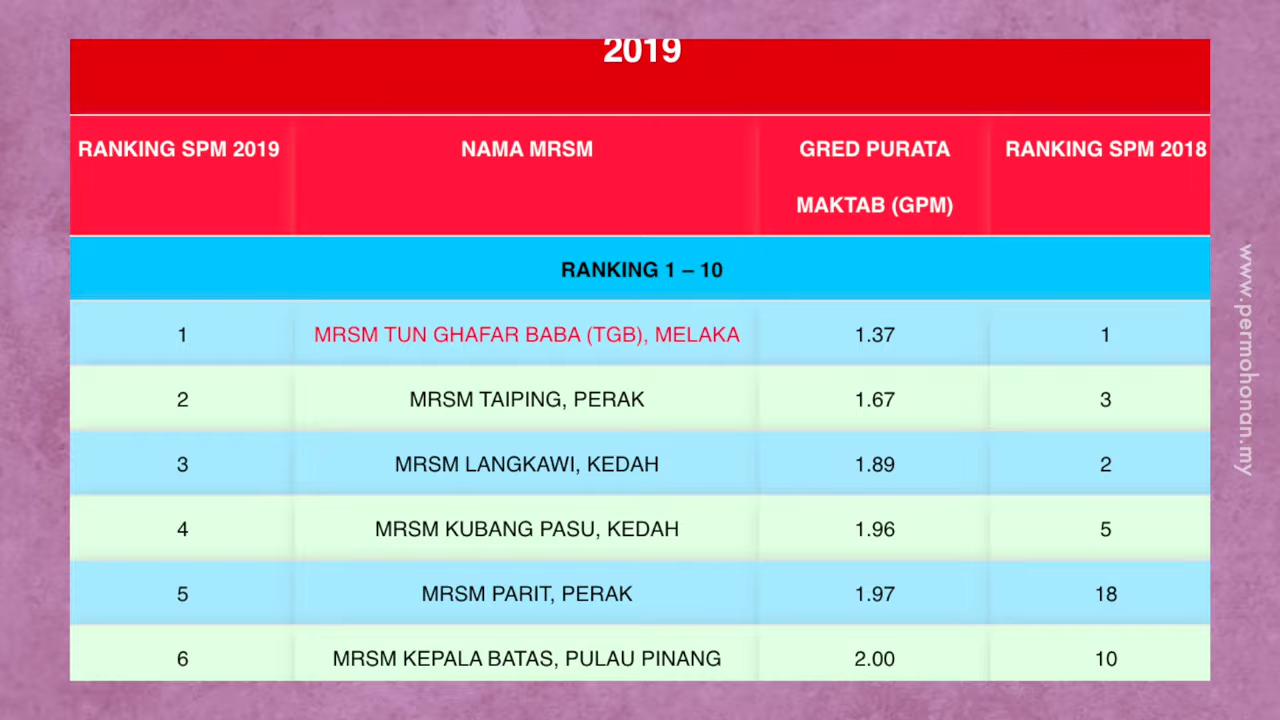 2019
RANKING SPM 2019 NAMA MRSM GRED PURATA MAKTAB (GPM) RANKING SPM 2018
RANKING 1 – 10
1 MRSM TUN GHAFAR BABA (TGB), MELAKA 1.37 1
2 MRSM TAIPING, PERAK 1.67 3
3 MRSM LANGKAWI, KEDAH 1.89 2
4 MRSM KUBANG PASU, KEDAH 1.96 5
5 MRSM PARIT, PERAK 1.97 18
6 MRSM KEPALA BATAS, PULAU PINANG 2.00 10
www.permohonan.my